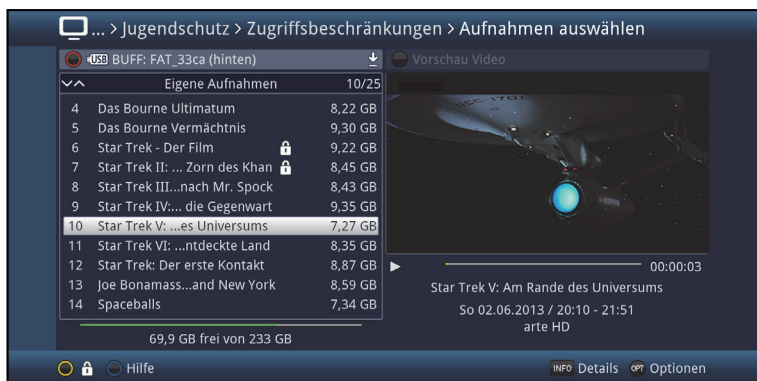 ... > Jugendschutz > Zugriffsbeschränkungen > Aufnahmen auswählen
USB BUFF: FAT_33ca (hinten)
Vorschau Video
Eigene Aufnahmen 10/25
4 Das Bourne Ultimatum 8,22 GB
5 Das Bourne Vermächtnis 9,30 GB
6 Star Trek - Der Film 9,22 GB
7 Star Trek II: ... Zorn des Khan 8,45 GB
8 Star Trek III...nach Mr. Spock 8,43 GB
9 Star Trek IV:... die Gegenwart 9,35 GB
10 Star Trek V: ...es Universums 7,27 GB
11 Star Trek VI: ...ntdeckte Land 8,35 GB
12 Star Trek: Der erste Kontakt 8,87 GB
13 Joe Bonamass...and New York 8,59 GB
14 Spaceballs 7,34 GB
69,9 GB frei von 233 GB
NCC-1701
00:00:03
Star Trek V: Am Rande des Universums
So 02.06.2013 / 20:10 - 21:51
arte HD
Hilfe
INFO Details OPT Optionen